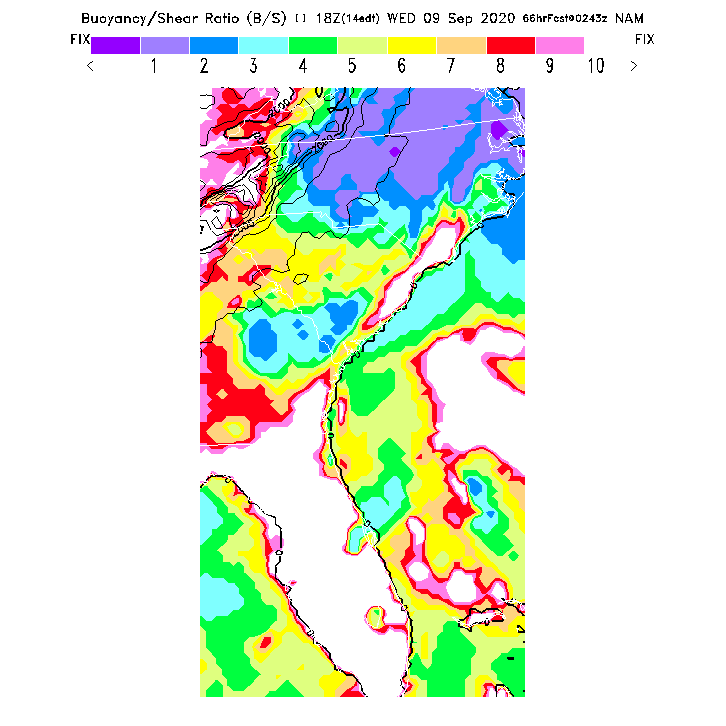 Buoyancy/Shear Ratio (B/S) [] 18Z(14edt) WED 09 Sep 2020 66hrFcst@0243z NAM
FIX FIX
< 1 2 3 4 5 6 7 8 9 10 >